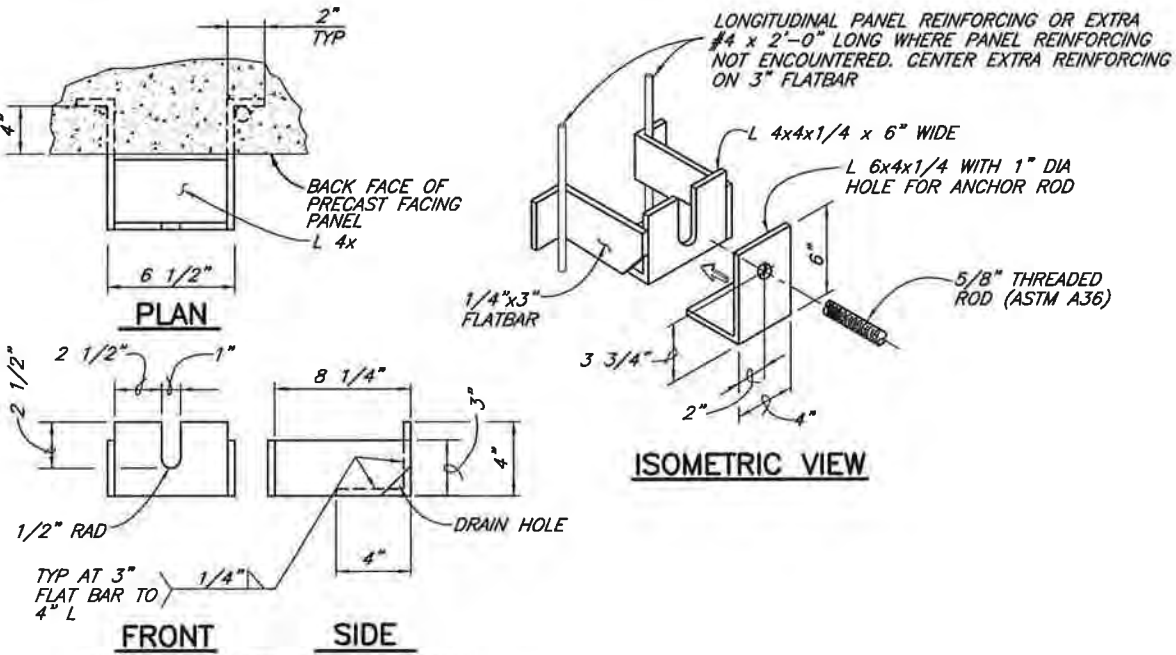 2"
TYP
4"
BACK FACE OF
PRECAST FACING
PANEL
L 4x
6 1/2"
PLAN
LONGITUDINAL PANEL REINFORCING OR EXTRA
#4 x 2'-0" LONG WHERE PANEL REINFORCING
NOT ENCOUNTERED. CENTER EXTRA REINFORCING
ON 3" FLATBAR
L 4x4x1/4 x 6" WIDE
L 6x4x1/4 WITH 1" DIA
HOLE FOR ANCHOR ROD
6"
5/8" THREADED
ROD (ASTM A36)
1/4"x3"
FLATBAR
3 3/4"
2"
4"
ISOMETRIC VIEW
2 1/2"
1"
2 1/2"
1/2" RAD
TYP AT 3"
FLAT BAR TO
4" L
1/4"
FRONT
8 1/4"
3"
4"
DRAIN HOLE
4"
SIDE